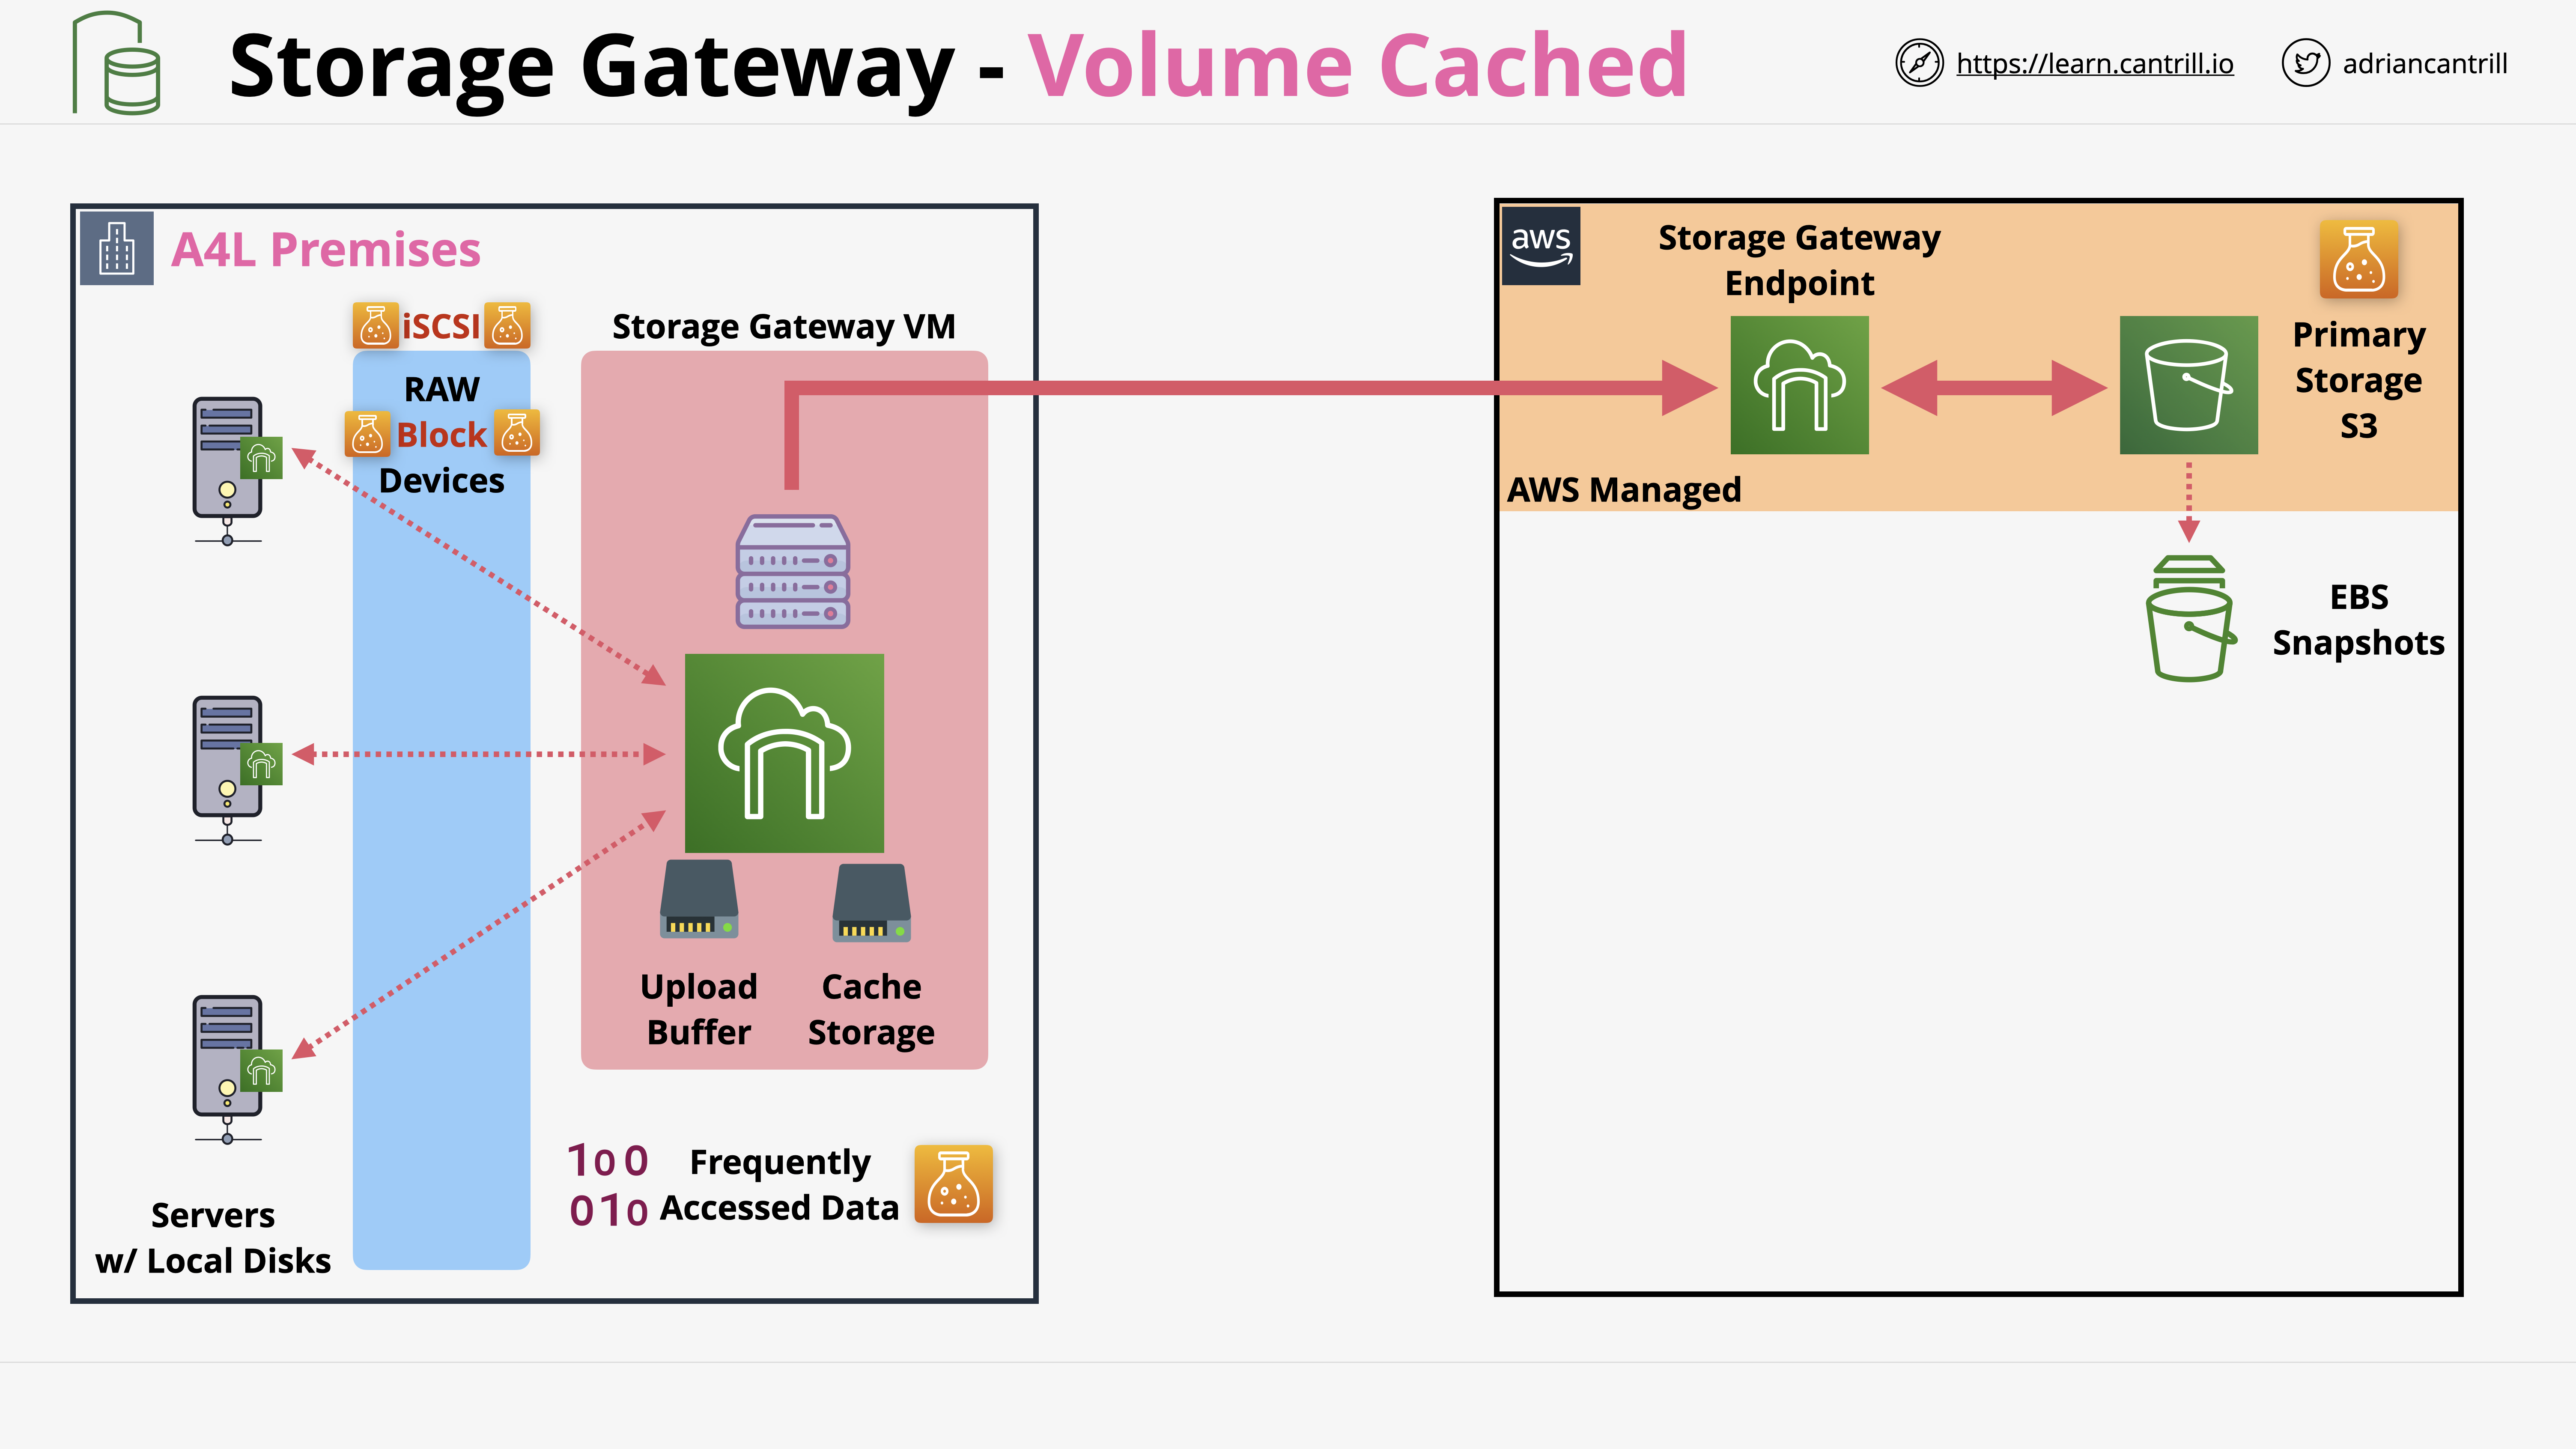 Storage Gateway - Volume Cached
https://learn.cantrill.io
adriancantrill
A4L Premises
iSCSI
RAW
Block
Devices
Servers
w/ Local Disks
Storage Gateway VM
Upload
Buffer
Cache
Storage
100
010
Frequently
Accessed Data
aws
Storage Gateway
Endpoint
AWS Managed
Primary
Storage
S3
EBS
Snapshots